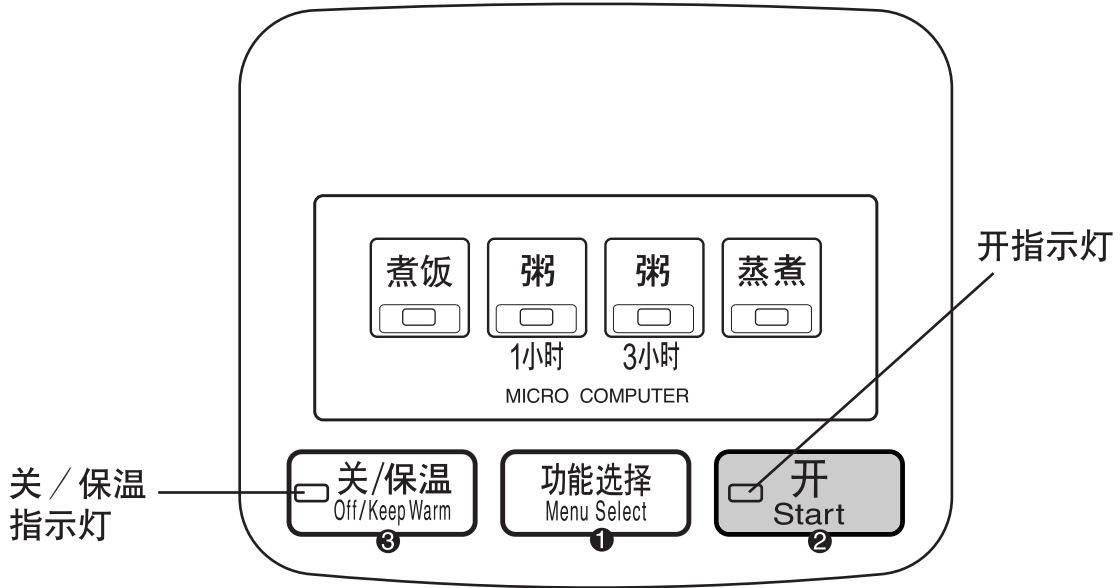 开指示灯
煮饭 粥 粥 蒸煮
1小时 3小时
MICRO COMPUTER
关／保温
指示灯
关/保温 功能选择 开
Off/Keep Warm Menu Select Start
❸ ❶ ❷